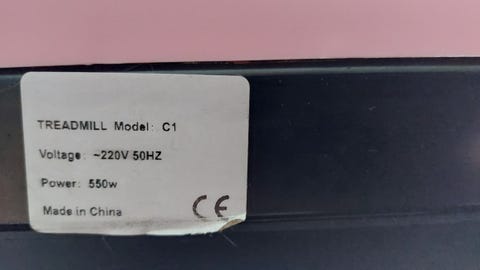 TREADMILL Model: C1
Voltage: ~220V 50HZ
Power: 550w
Made in China CE